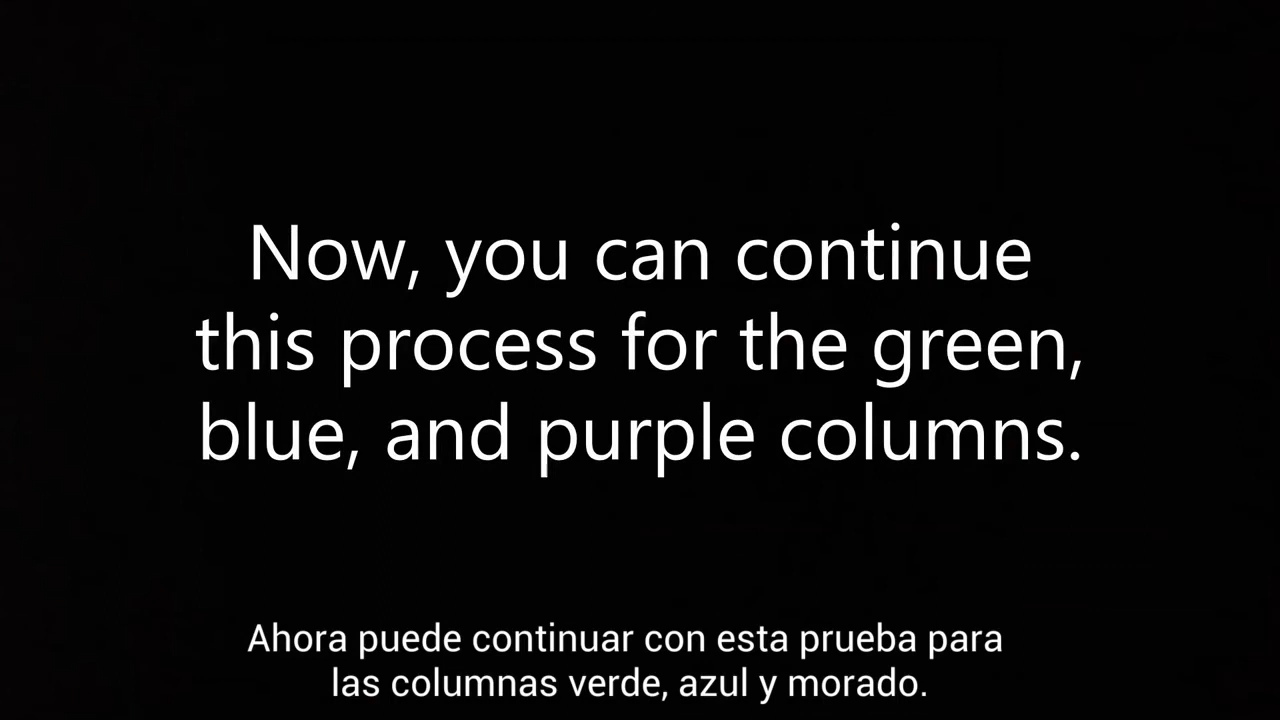 Now, you can continue
this process for the green,
blue, and purple columns.
Ahora puede continuar con esta prueba para
las columnas verde, azul y morado.